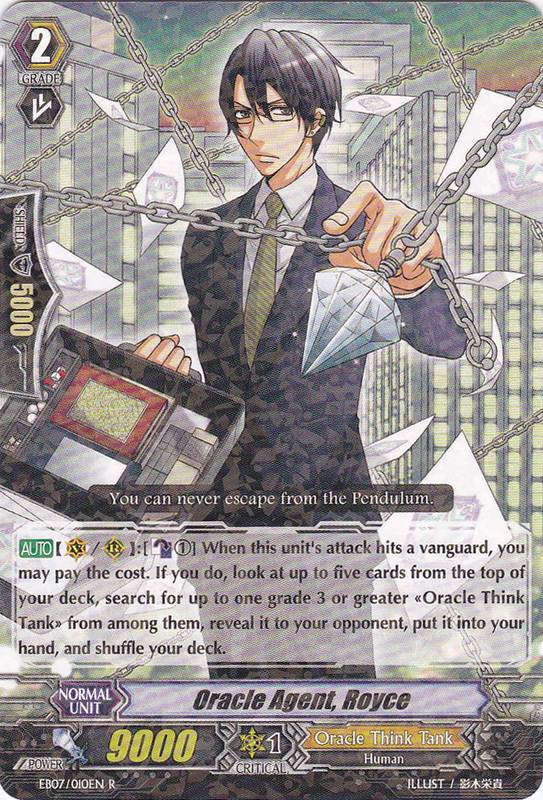 2
GRADE
SHIELD
5000
You can never escape from the Pendulum.
AUTO【 V / R 】:[ ①] When this unit's attack hits a vanguard, you
may pay the cost. If you do, look at up to five cards from the top of
your deck, search for up to one grade 3 or greater «Oracle Think
Tank» from among them, reveal it to your opponent, put it into your
hand, and shuffle your deck.
NORMAL
UNIT
Oracle Agent, Royce
POWER
9000
1
CRITICAL
Oracle Think Tank
Human
EB07/010EN R
ILLUST / 影木栄貴